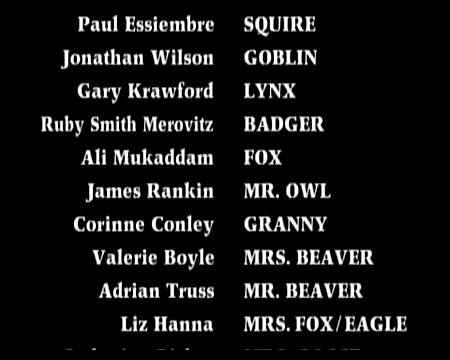 Paul Essiembre SQUIRE
Jonathan Wilson GOBLIN
Gary Krawford LYNX
Ruby Smith Merovitz BADGER
Ali Mukaddam FOX
James Rankin MR. OWL
Corinne Conley GRANNY
Valerie Boyle MRS. BEAVER
Adrian Truss MR. BEAVER
Liz Hanna MRS. FOX/EAGLE